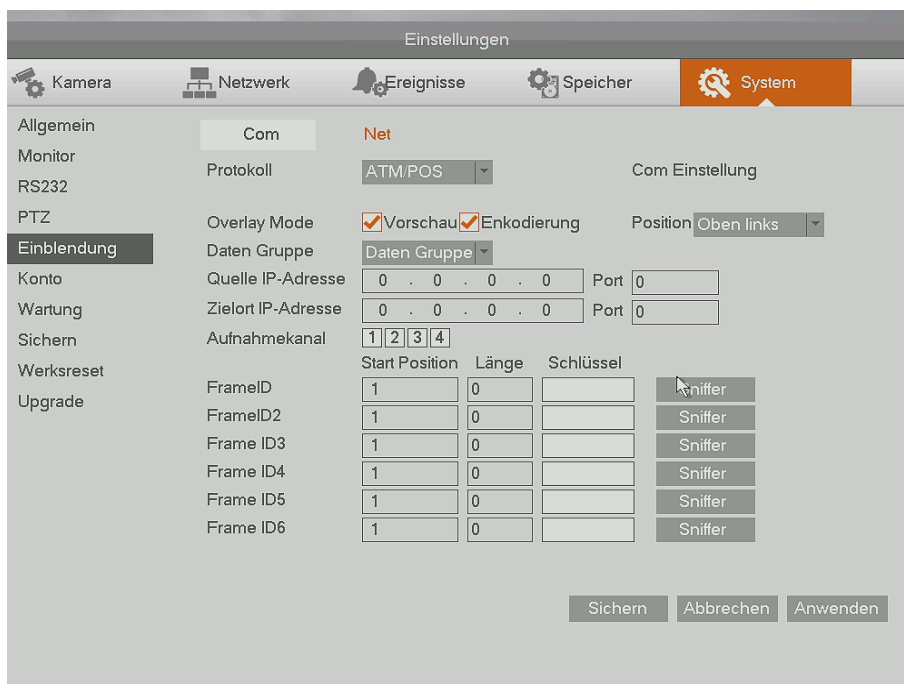 Einstellungen
Kamera Netzwerk Ereignisse Speicher System
Allgemein
Monitor
RS232
PTZ
Einblendung
Konto
Wartung
Sichern
Werksreset
Upgrade
Com Net
Protokoll ATM/POS Com Einstellung
Overlay Mode Vorschau Enkodierung Position Oben links
Daten Gruppe Daten Gruppe
Quelle IP-Adresse 0 . 0 . 0 . 0 Port 0
Zielort IP-Adresse 0 . 0 . 0 . 0 Port 0
Aufnahmekanal 1 2 3 4
Start Position Länge Schlüssel
FrameID 1 0 Sniffer
FrameID2 1 0 Sniffer
Frame ID3 1 0 Sniffer
Frame ID4 1 0 Sniffer
Frame ID5 1 0 Sniffer
Frame ID6 1 0 Sniffer
Sichern Abbrechen Anwenden